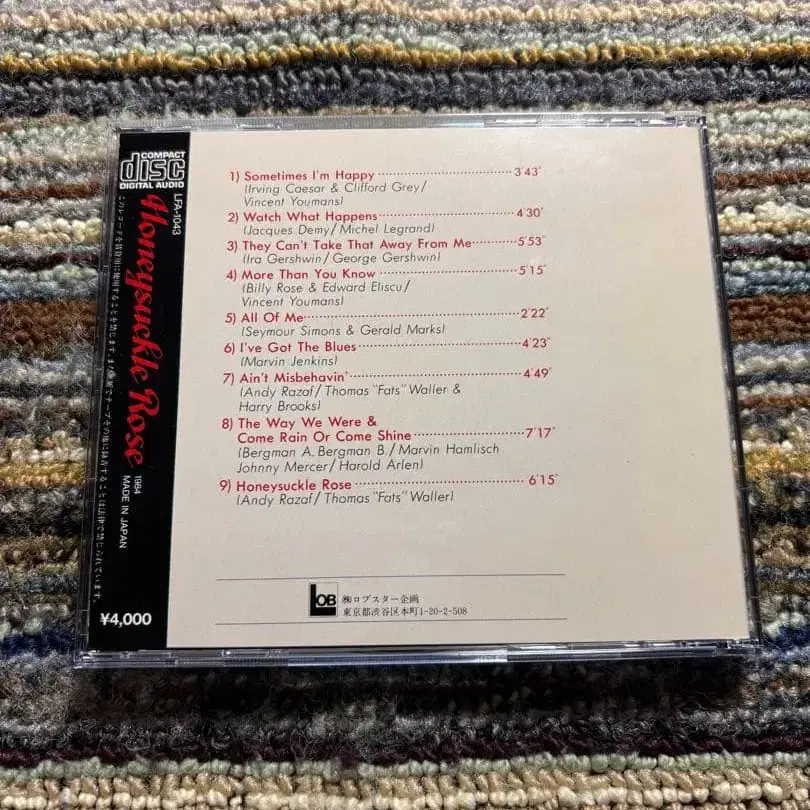 COMPACT
disc
DIGITAL AUDIO
LFA-1043
Honeysuckle Rose
1984
MADE IN JAPAN
¥4,000
1) Sometimes I'm Happy 3'43"
(Irving Caesar & Clifford Grey/
Vincent Youmans)
2) Watch What Happens 4'30"
(Jacques Demy/Michel Legrand)
3) They Can't Take That Away From Me 5'53"
(Ira Gershwin/George Gershwin)
4) More Than You Know 5'15"
(Billy Rose & Edward Eliscu/
Vincent Youmans)
5) All Of Me 2'22"
(Seymour Simons & Gerald Marks)
6) I've Got The Blues 4'23"
(Marvin Jenkins)
7) Ain't Misbehavin' 4'49"
(Andy Razaf/Thomas "Fats" Waller &
Harry Brooks)
8) The Way We Were &
Come Rain Or Come Shine 7'17"
(Bergman A. Bergman B./Marvin Hamlisch
Johnny Mercer/Harold Arlen)
9) Honeysuckle Rose 6'15"
(Andy Razaf/Thomas "Fats" Waller)
LOB
㈱ロブスター企画
東京都渋谷区本町1-20-2-508